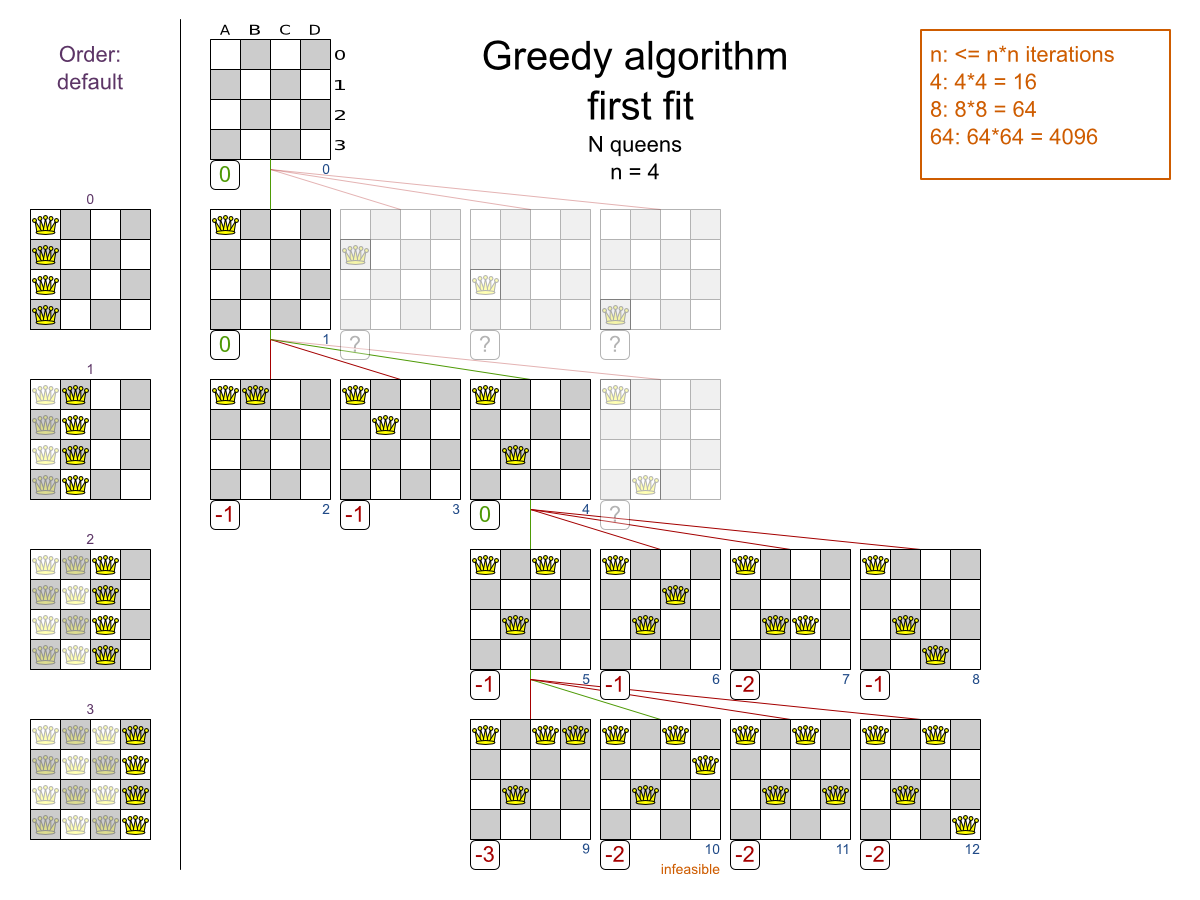 Order:
default
A B C D
0
1
2
3
Greedy algorithm
first fit
N queens
n = 4
n: <= n*n iterations
4: 4*4 = 16
8: 8*8 = 64
64: 64*64 = 4096
0 0
0
0 1 ? ? ?
1
-1 2 -1 3 0 4 ?
2
-1 5 -1 6 -2 7 -1 8
3
-3 9 -2 10 -2 11 -2 12
infeasible